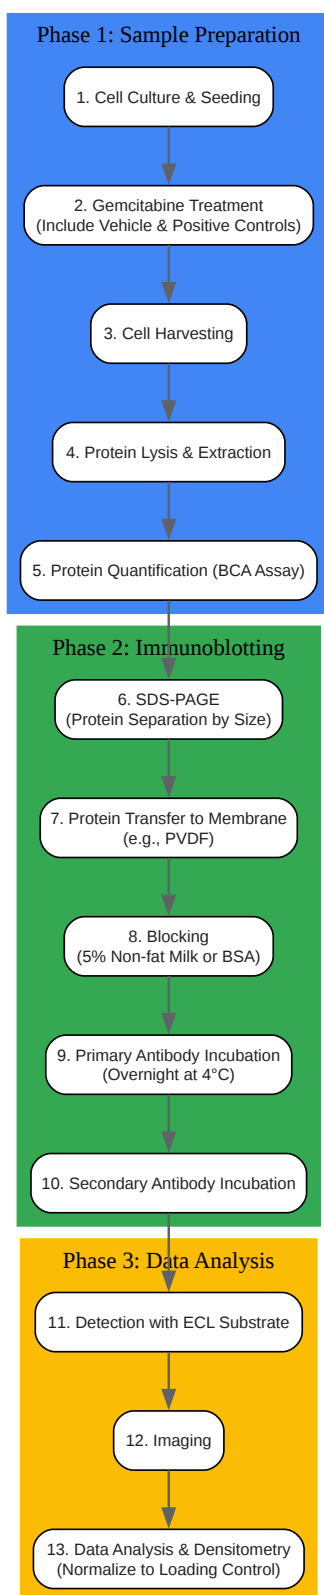 Phase 1: Sample Preparation
1. Cell Culture & Seeding
2. Gemcitabine Treatment
(Include Vehicle & Positive Controls)
3. Cell Harvesting
4. Protein Lysis & Extraction
5. Protein Quantification (BCA Assay)
Phase 2: Immunoblotting
6. SDS-PAGE
(Protein Separation by Size)
7. Protein Transfer to Membrane
(e.g., PVDF)
8. Blocking
(5% Non-fat Milk or BSA)
9. Primary Antibody Incubation
(Overnight at 4°C)
10. Secondary Antibody Incubation
Phase 3: Data Analysis
11. Detection with ECL Substrate
12. Imaging
13. Data Analysis & Densitometry
(Normalize to Loading Control)